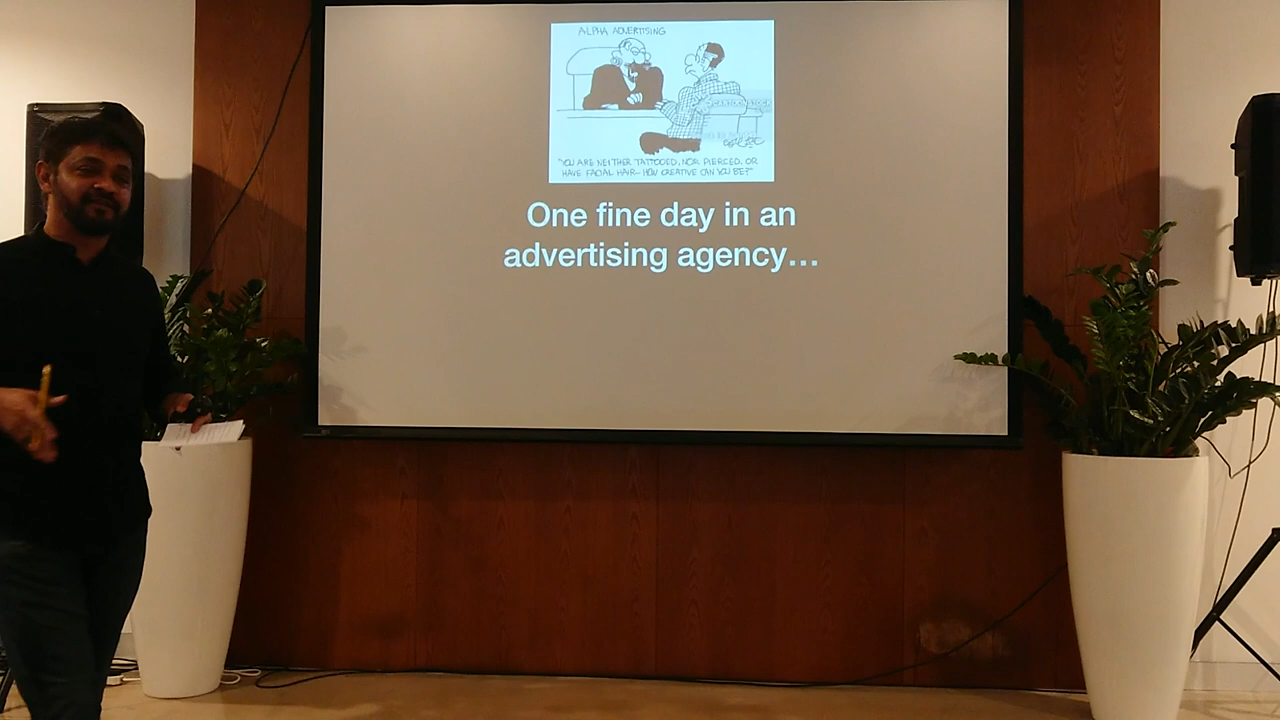 ALPHA ADVERTISING
CARTOONSTOCK
"YOU ARE NEITHER TATTOOED, NOR PIERCED, OR
HAVE FACIAL HAIR— HOW CREATIVE CAN YOU BE?"
One fine day in an
advertising agency…